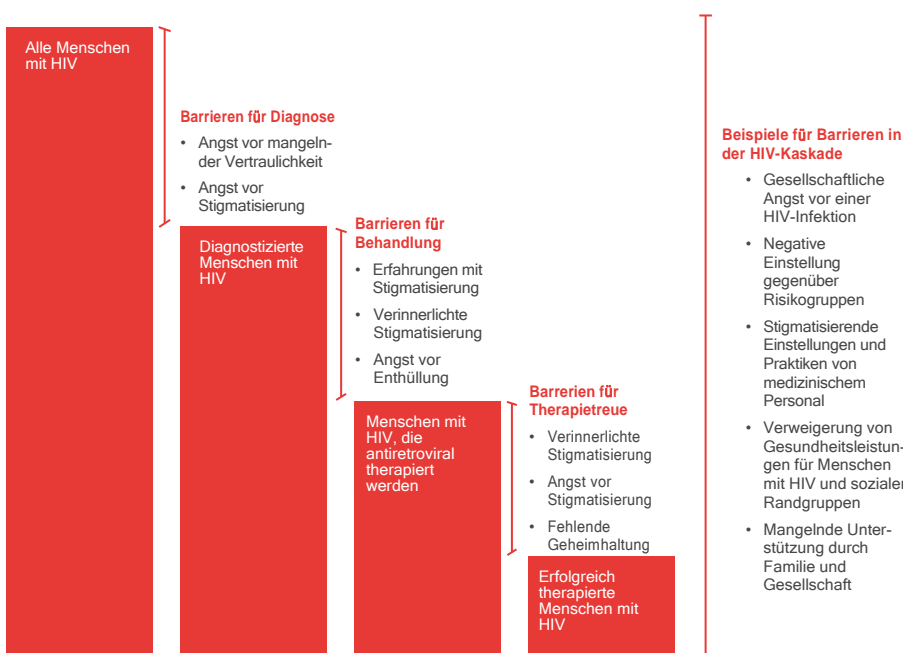 Alle Menschen
mit HIV
Barrieren für Diagnose
• Angst vor mangeln-
der Vertraulichkeit
• Angst vor
Stigmatisierung
Diagnostizierte
Menschen mit
HIV
Barrieren für
Behandlung
• Erfahrungen mit
Stigmatisierung
• Verinnerlichte
Stigmatisierung
• Angst vor
Enthüllung
Menschen mit
HIV, die
antiretroviral
therapiert
werden
Barrerien für
Therapietreue
• Verinnerlichte
Stigmatisierung
• Angst vor
Stigmatisierung
• Fehlende
Geheimhaltung
Erfolgreich
therapierte
Menschen mit
HIV
Beispiele für Barrieren in
der HIV-Kaskade
• Gesellschaftliche
Angst vor einer
HIV-Infektion
• Negative
Einstellung
gegenüber
Risikogruppen
• Stigmatisierende
Einstellungen und
Praktiken von
medizinischem
Personal
• Verweigerung von
Gesundheitsleistun-
gen für Menschen
mit HIV und sozialen
Randgruppen
• Mangelnde Unter-
stützung durch
Familie und
Gesellschaft